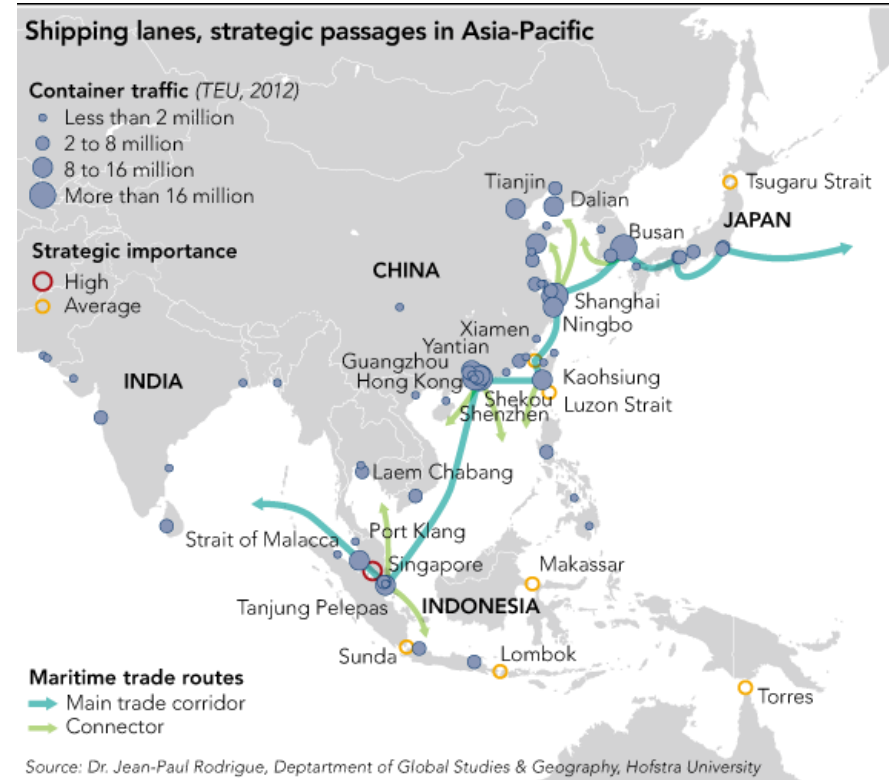 Shipping lanes, strategic passages in Asia-Pacific
Container traffic (TEU, 2012)
Less than 2 million
2 to 8 million
8 to 16 million
More than 16 million
Strategic importance
High
Average
Tianjin
Dalian
Tsugaru Strait
Busan
JAPAN
CHINA
Shanghai
Ningbo
Xiamen
Yantian
Guangzhou
Hong Kong
Shekou
Shenzhen
Kaohsiung
Luzon Strait
INDIA
Laem Chabang
Strait of Malacca
Port Klang
Singapore
Makassar
Tanjung Pelepas
INDONESIA
Sunda
Lombok
Torres
Maritime trade routes
Main trade corridor
Connector
Source: Dr. Jean-Paul Rodrigue, Deptartment of Global Studies & Geography, Hofstra University